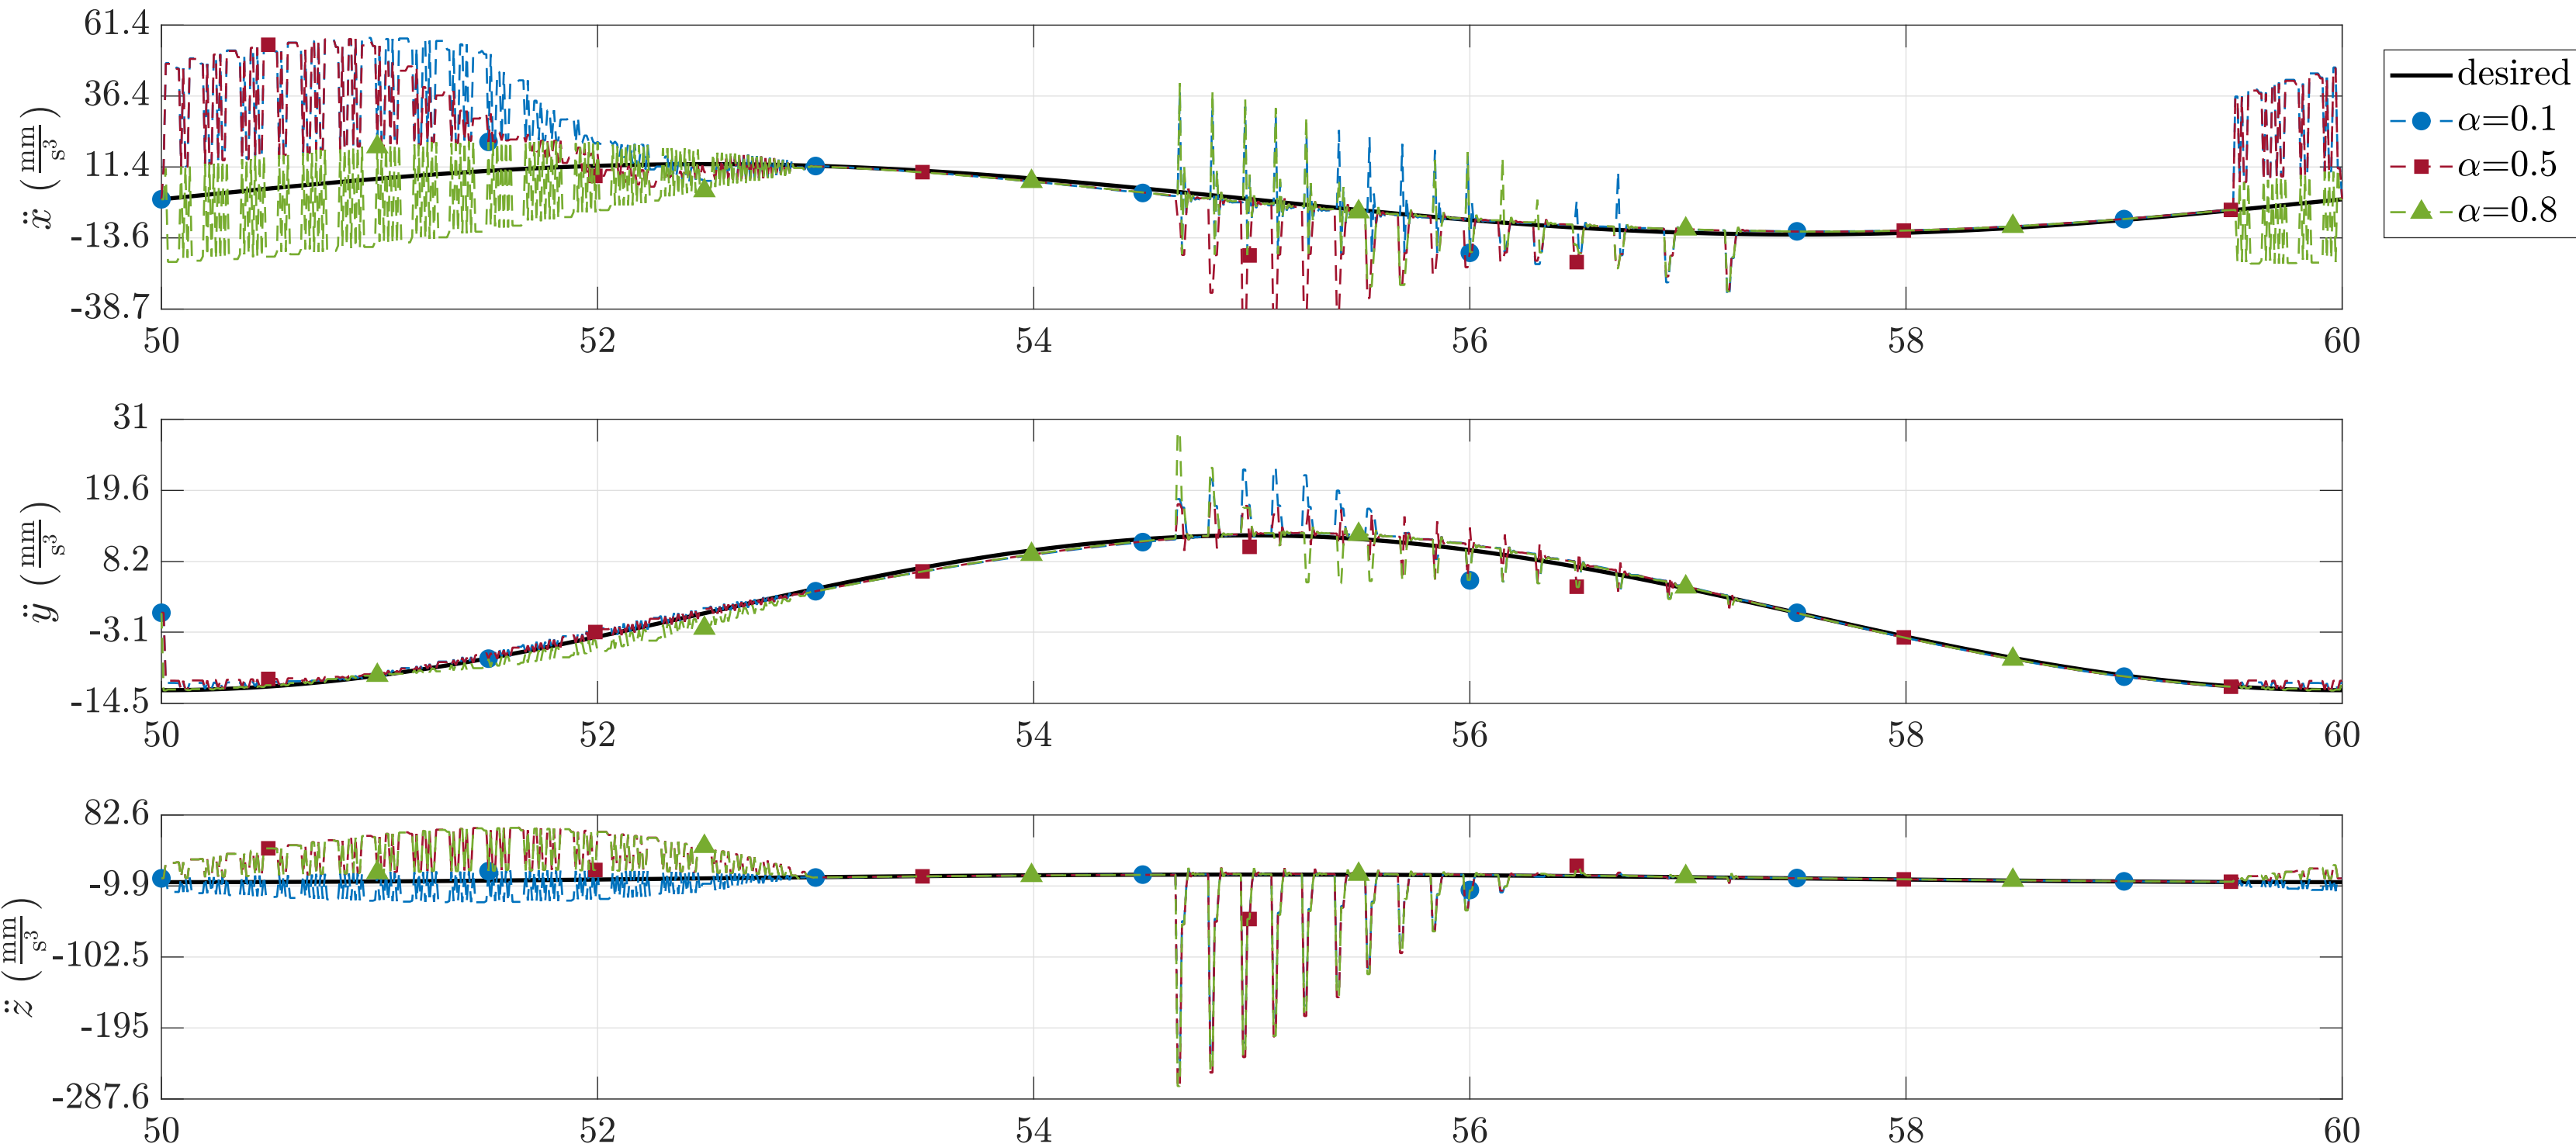 61.4
36.4
11.4
-13.6
-38.7
ẍ (mm/s³)
50 52 54 56 58 60
desired
α=0.1
α=0.5
α=0.8
31
19.6
8.2
-3.1
-14.5
ÿ (mm/s³)
50 52 54 56 58 60
82.6
-9.9
-102.5
-195
-287.6
z̈ (mm/s³)
50 52 54 56 58 60